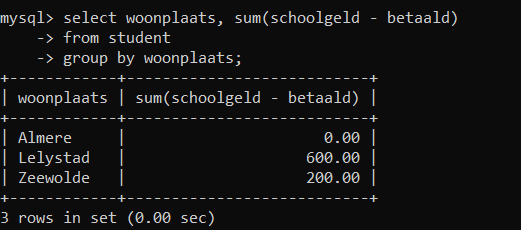 mysql> select woonplaats, sum(schoolgeld - betaald)
    -> from student
    -> group by woonplaats;
+------------+---------------------------+
| woonplaats | sum(schoolgeld - betaald) |
+------------+---------------------------+
| Almere     |                      0.00 |
| Lelystad   |                    600.00 |
| Zeewolde   |                    200.00 |
+------------+---------------------------+
3 rows in set (0.00 sec)